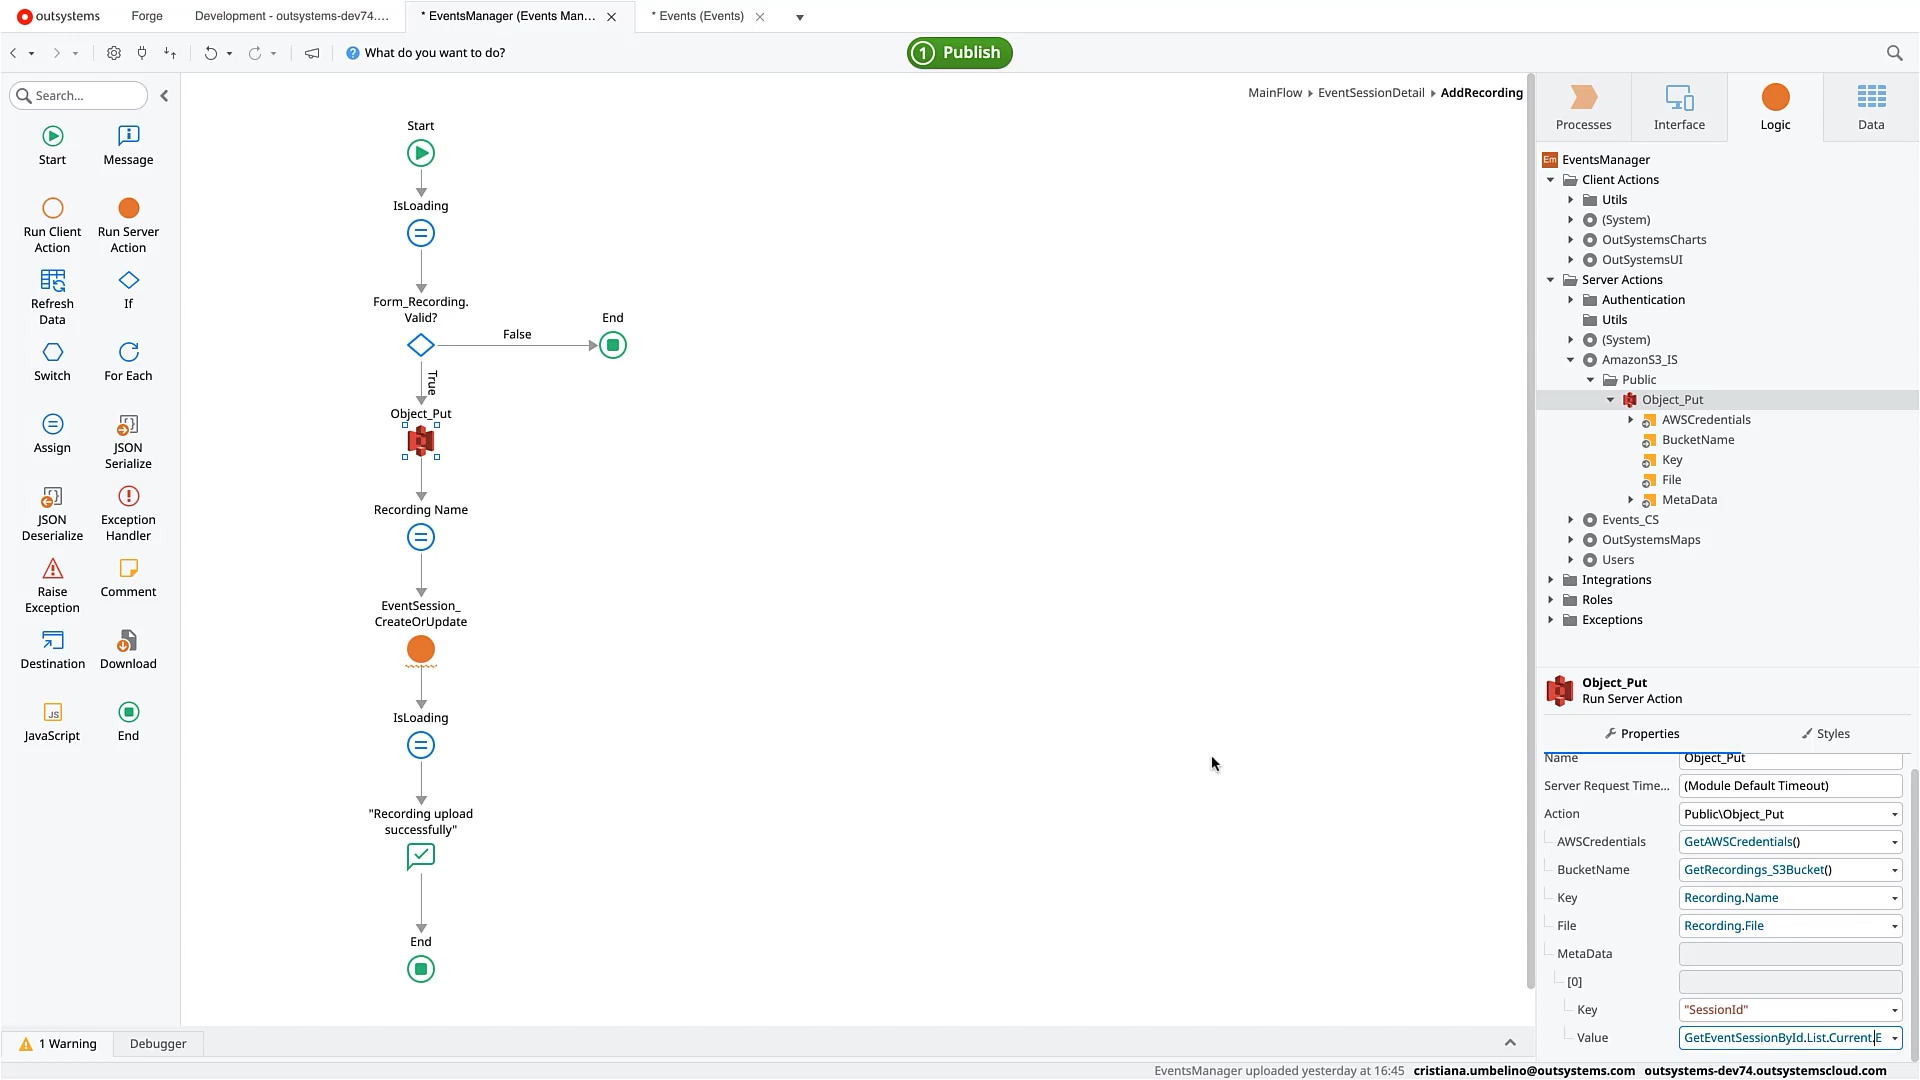 outsystems
Forge
Development - outsystems-dev74....
* EventsManager (Events Man...
* Events (Events)
What do you want to do?
1 Publish
Search...
Start
Message
Run Client
Action
Run Server
Action
Refresh
Data
If
Switch
For Each
Assign
JSON
Serialize
JSON
Deserialize
Exception
Handler
Raise
Exception
Comment
Destination
Download
JS
JavaScript
End
MainFlow
EventSessionDetail
AddRecording
Start
IsLoading
Form_Recording.
Valid?
False
End
True
Object_Put
Recording Name
EventSession_
CreateOrUpdate
IsLoading
"Recording upload
successfully"
End
Processes
Interface
Logic
Data
Em EventsManager
Client Actions
Utils
(System)
OutSystemsCharts
OutSystemsUI
Server Actions
Authentication
Utils
(System)
AmazonS3_IS
Public
Object_Put
AWSCredentials
BucketName
Key
File
MetaData
Events_CS
OutSystemsMaps
Users
Integrations
Roles
Exceptions
Object_Put
Run Server Action
Properties
Styles
Name Object_Put
Server Request Time... (Module Default Timeout)
Action Public\Object_Put
AWSCredentials GetAWSCredentials()
BucketName GetRecordings_S3Bucket()
Key Recording.Name
File Recording.File
MetaData
[0]
Key "SessionId"
Value GetEventSessionById.List.Current.E
1 Warning
Debugger
EventsManager uploaded yesterday at 16:45 cristiana.umbelino@outsystems.com outsystems-dev74.outsystemscloud.com